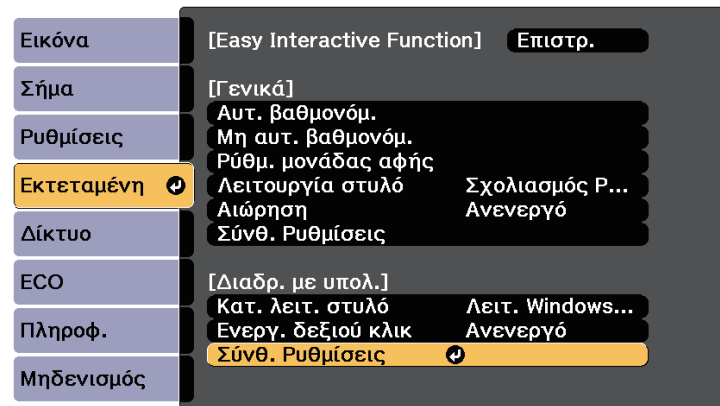 Εικόνα
Σήμα
Ρυθμίσεις
Εκτεταμένη
Δίκτυο
ECO
Πληροφ.
Μηδενισμός
[Easy Interactive Function] Επιστρ.
[Γενικά]
Αυτ. βαθμονόμ.
Μη αυτ. βαθμονόμ.
Ρύθμ. μονάδας αφής
Λειτουργία στυλό Σχολιασμός P...
Αιώρηση Ανενεργό
Σύνθ. Ρυθμίσεις
[Διαδρ. με υπολ.]
Κατ. λειτ. στυλό Λειτ. Windows...
Ενεργ. δεξιού κλικ Ανενεργό
Σύνθ. Ρυθμίσεις